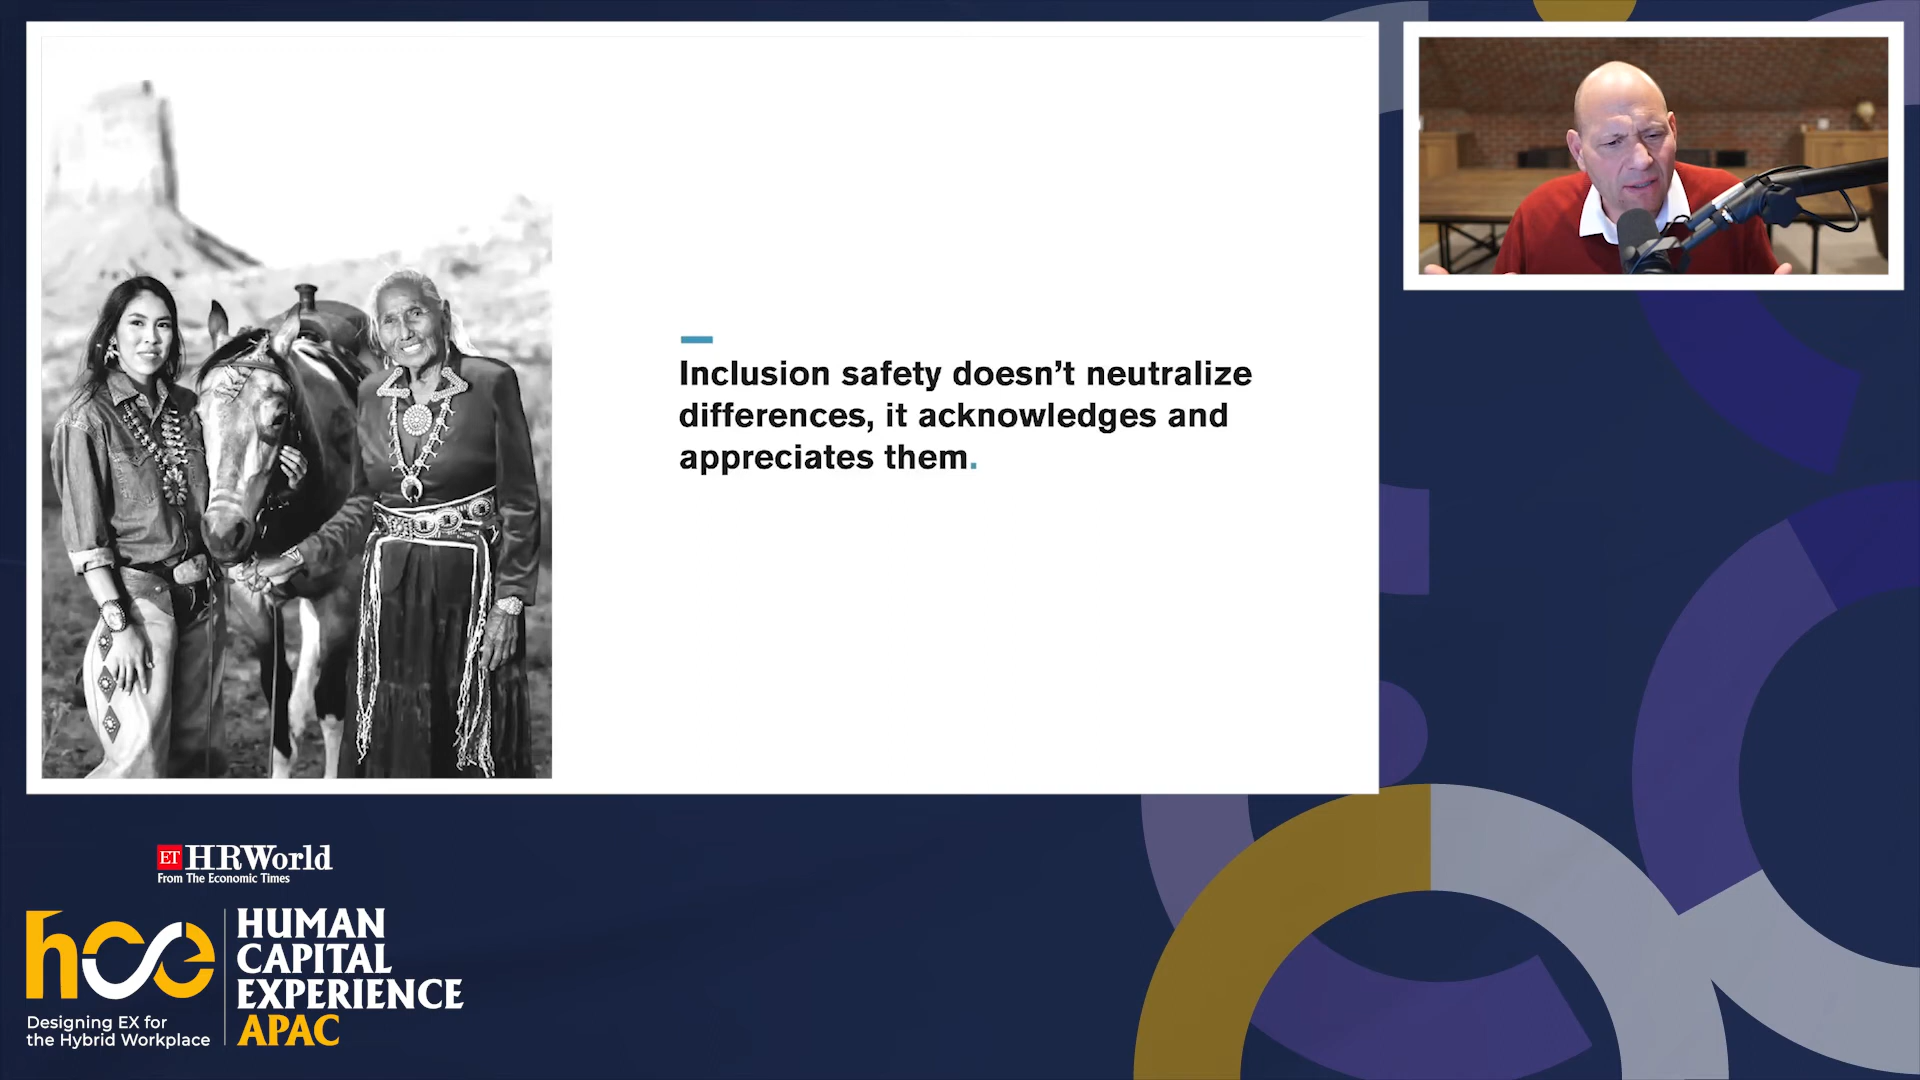 Inclusion safety doesn’t neutralize
differences, it acknowledges and
appreciates them.
ET HRWorld
From The Economic Times
hce
Designing EX for
the Hybrid Workplace
HUMAN
CAPITAL
EXPERIENCE
APAC